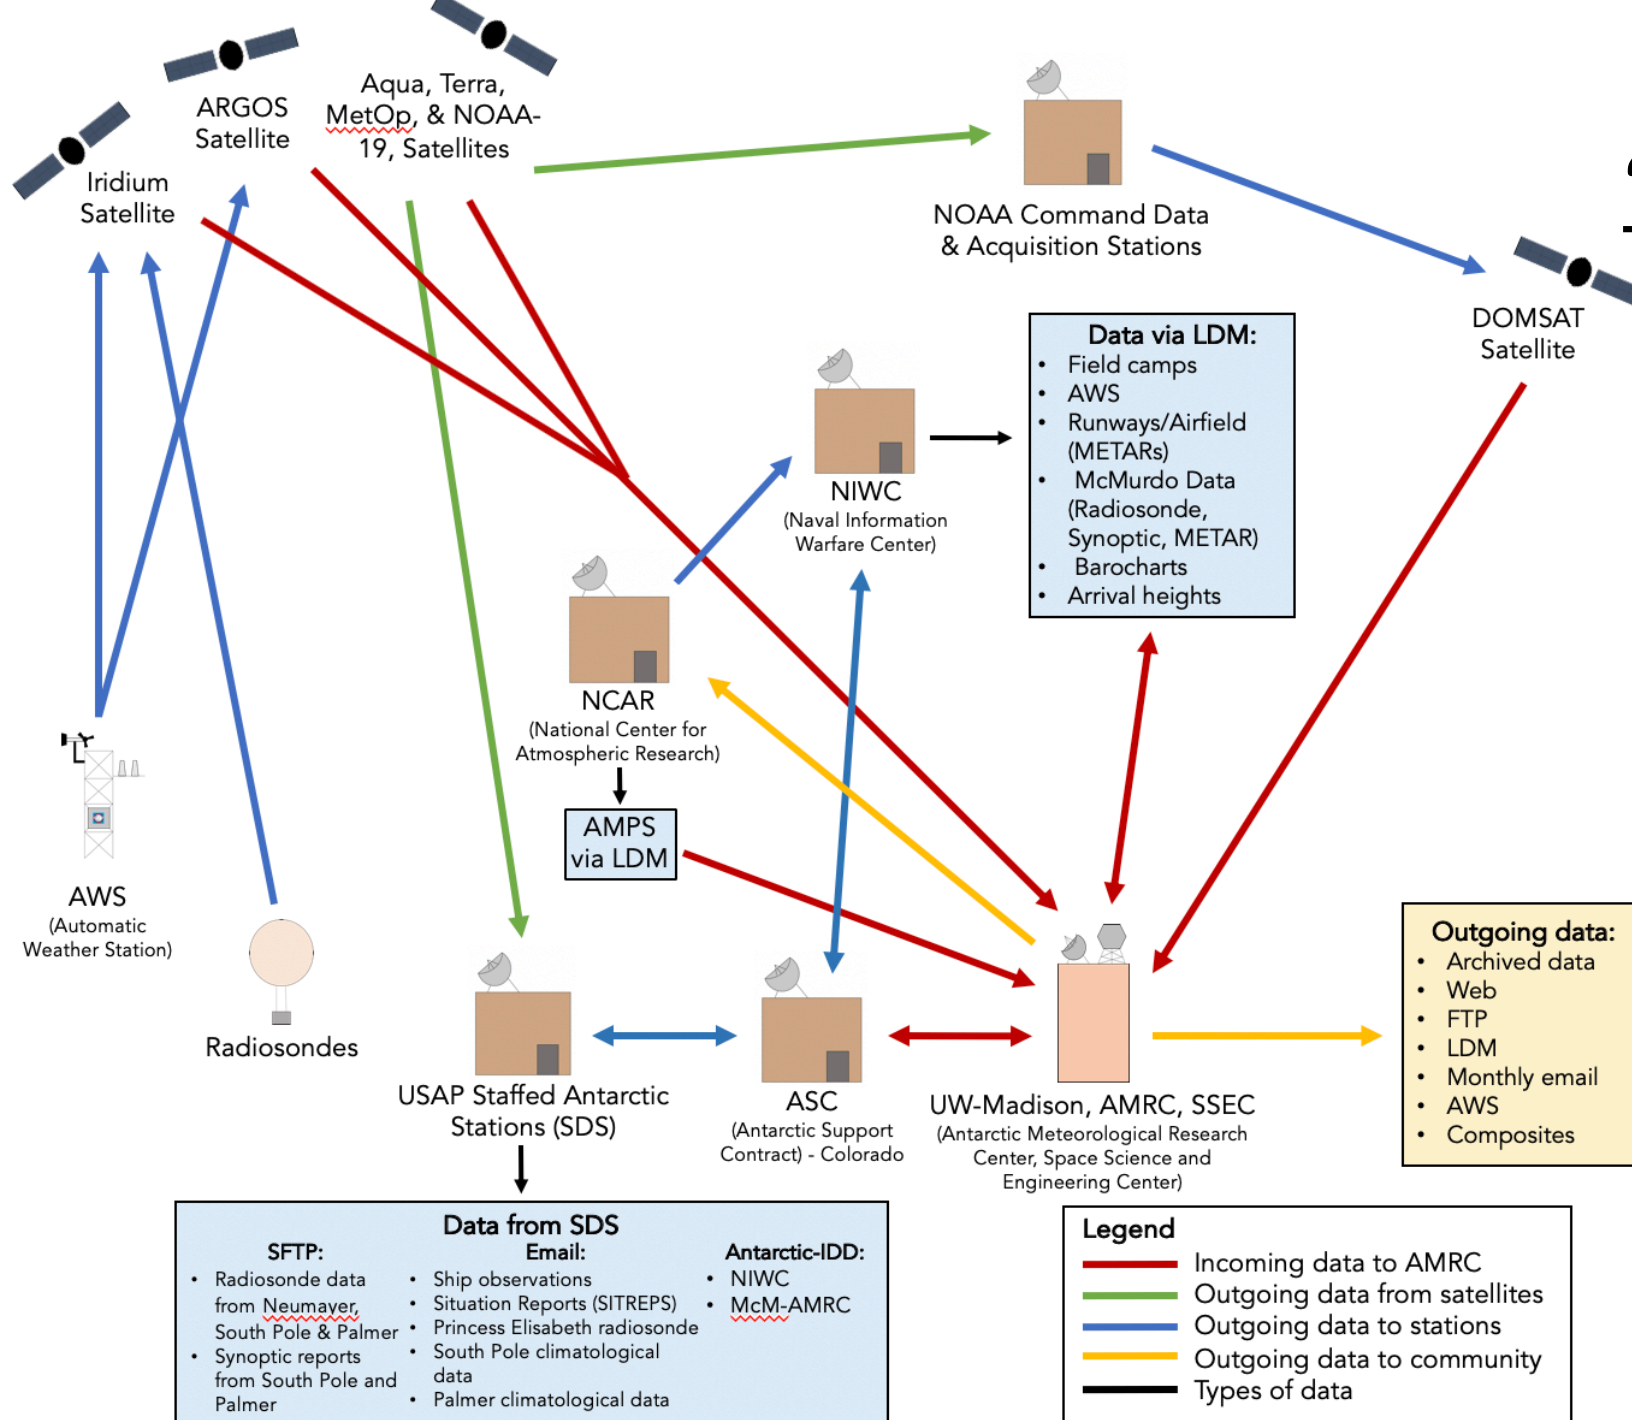 Aqua, Terra,
MetOp, & NOAA-
19, Satellites
ARGOS
Satellite
Iridium
Satellite
NOAA Command Data
& Acquisition Stations
DOMSAT
Satellite
Data via LDM:
• Field camps
• AWS
• Runways/Airfield
(METARs)
• McMurdo Data
(Radiosonde,
Synoptic, METAR)
• Barocharts
• Arrival heights
NIWC
(Naval Information
Warfare Center)
NCAR
(National Center for
Atmospheric Research)
AMPS
via LDM
AWS
(Automatic
Weather Station)
Radiosondes
USAP Staffed Antarctic
Stations (SDS)
ASC
(Antarctic Support
Contract) - Colorado
UW-Madison, AMRC, SSEC
(Antarctic Meteorological Research
Center, Space Science and
Engineering Center)
Outgoing data:
• Archived data
• Web
• FTP
• LDM
• Monthly email
• AWS
• Composites
Data from SDS
SFTP:
• Radiosonde data
from Neumayer,
South Pole & Palmer
• Synoptic reports
from South Pole and
Palmer
Email:
• Ship observations
• Situation Reports (SITREPS)
• Princess Elisabeth radiosonde
• South Pole climatological
data
• Palmer climatological data
Antarctic-IDD:
• NIWC
• McM-AMRC
Legend
Incoming data to AMRC
Outgoing data from satellites
Outgoing data to stations
Outgoing data to community
Types of data